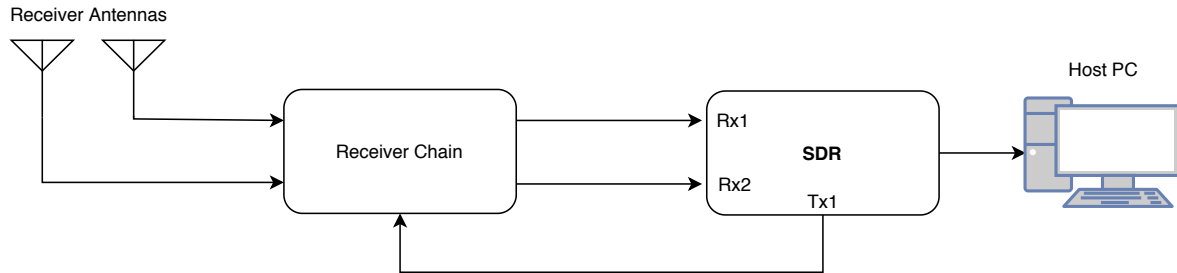 Receiver Antennas
Host PC
Receiver Chain
Rx1
SDR
Rx2
Tx1